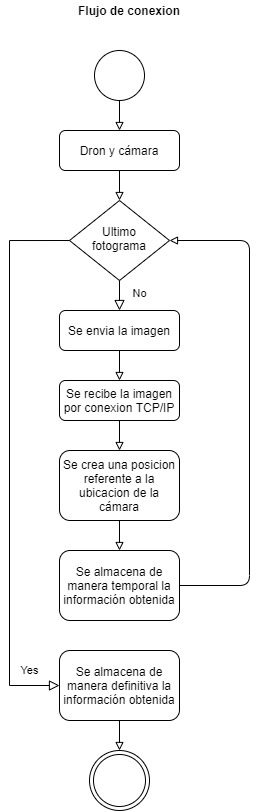 Flujo de conexion
Dron y cámara
Ultimo
fotograma
No
Se envia la imagen
Se recibe la imagen
por conexion TCP/IP
Se crea una posicion
referente a la
ubicacion de la
cámara
Se almacena de
manera temporal la
información obtenida
Yes
Se almacena de
manera definitiva la
información obtenida